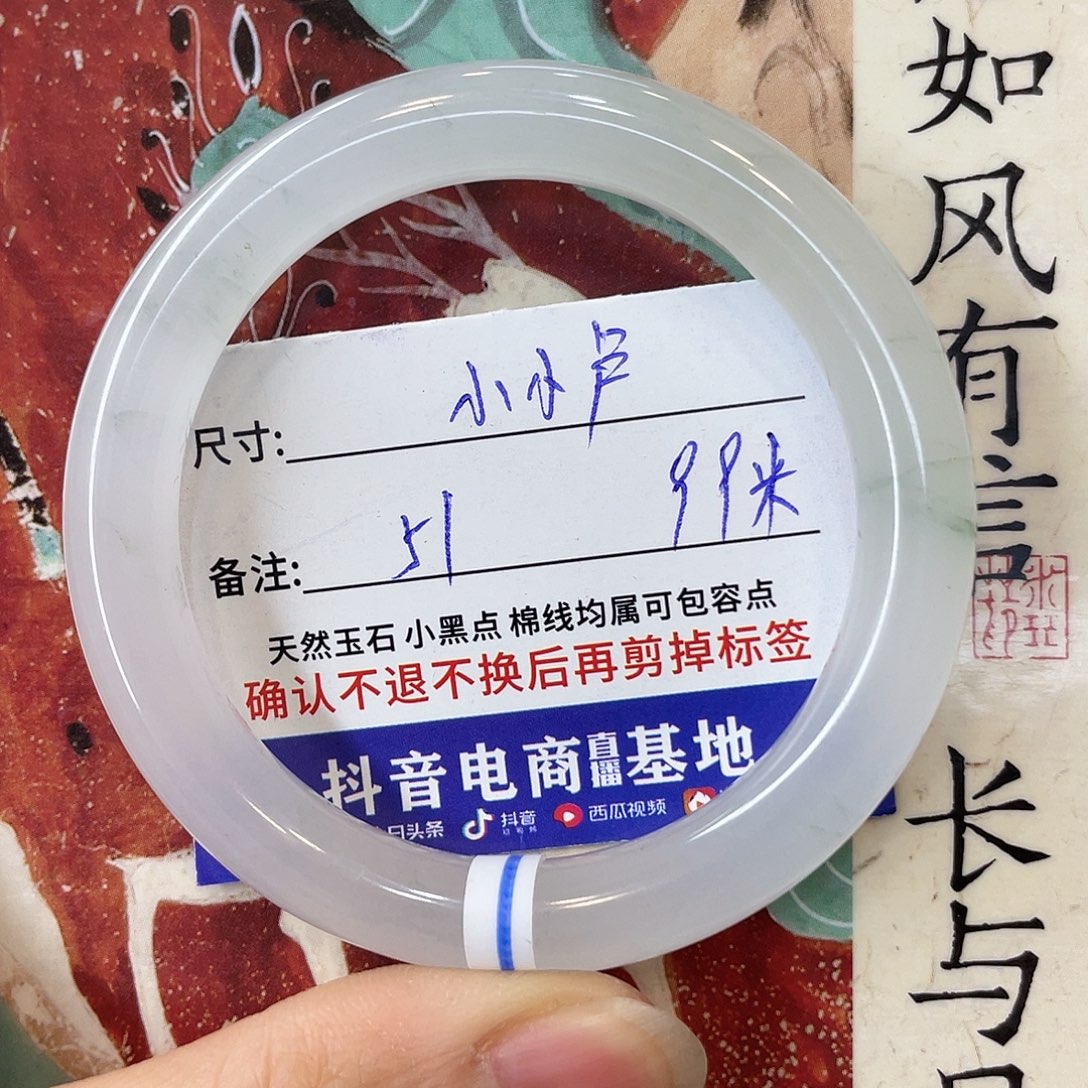 小小卢
尺寸:
99米
备注: 51
天然玉石 小黑点 棉线均属可包容点
确认不退不换后再剪掉标签
抖音电商直播基地
日头条 抖音 西瓜视频
如
风
有
言
长
与